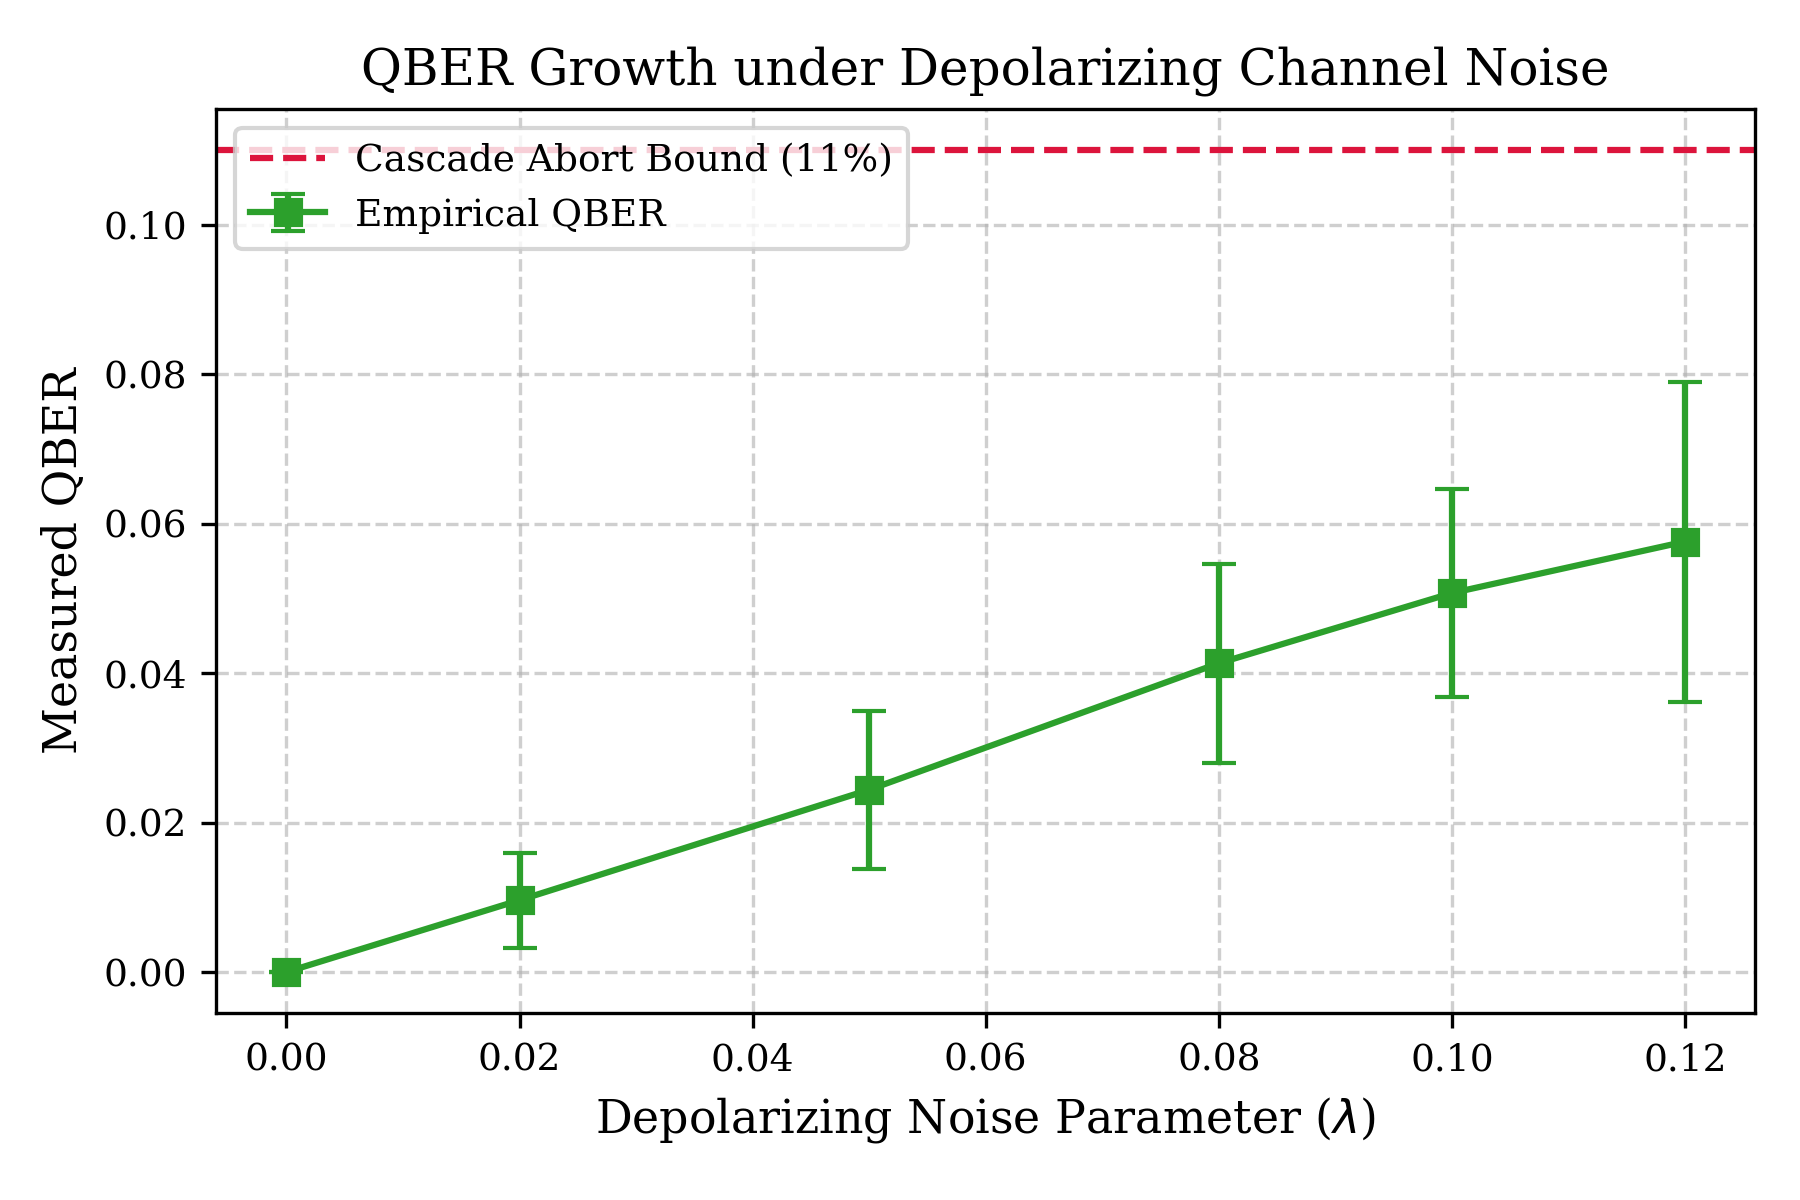 QBER Growth under Depolarizing Channel Noise
Cascade Abort Bound (11%)
Empirical QBER
Measured QBER
0.10
0.08
0.06
0.04
0.02
0.00
0.00 0.02 0.04 0.06 0.08 0.10 0.12
Depolarizing Noise Parameter (λ)